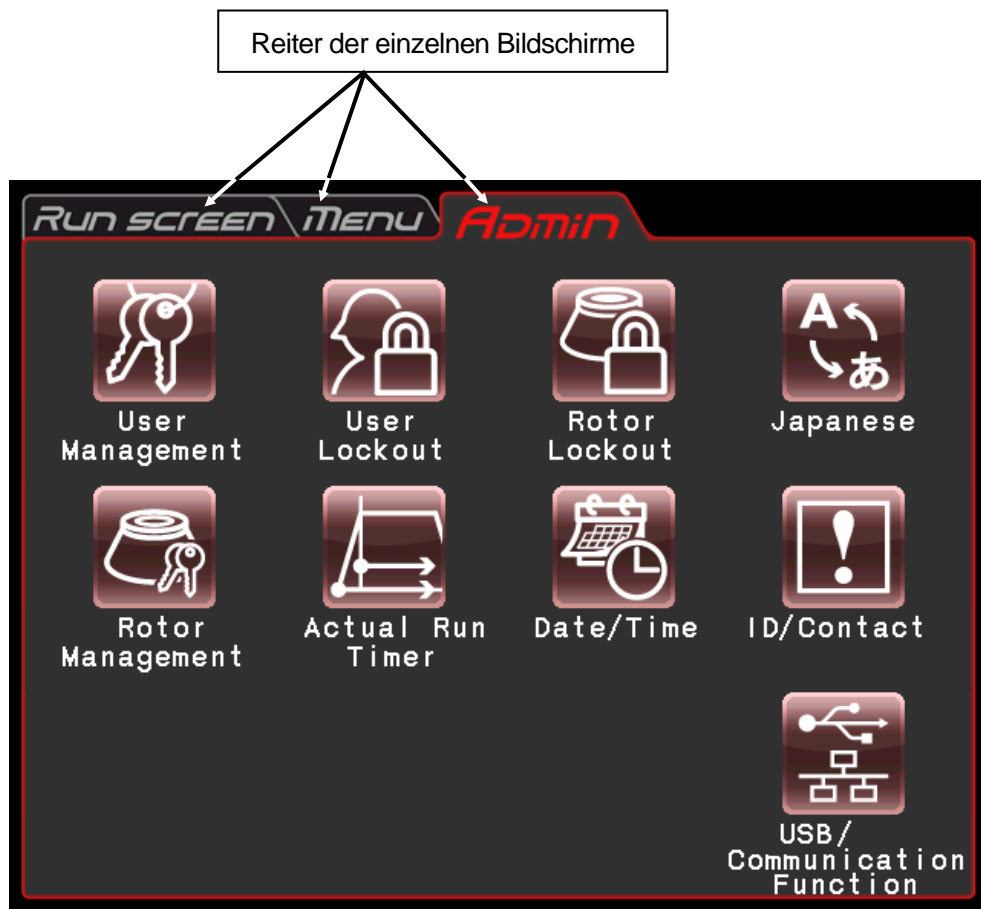 Reiter der einzelnen Bildschirme
Run screen
Menu
Admin
A
あ
User
Management
User
Lockout
Rotor
Lockout
Japanese
Rotor
Management
Actual Run
Timer
Date/Time
!
ID/Contact
USB/
Communication
Function